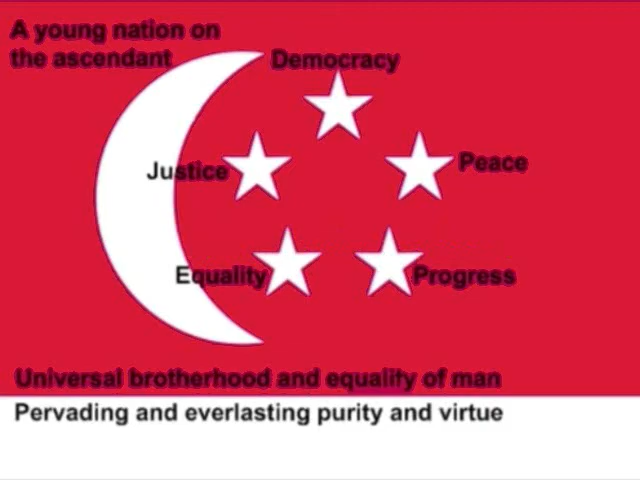 A young nation on
the ascendant
Democracy
Justice
Peace
Equality
Progress
Universal brotherhood and equality of man
Pervading and everlasting purity and virtue